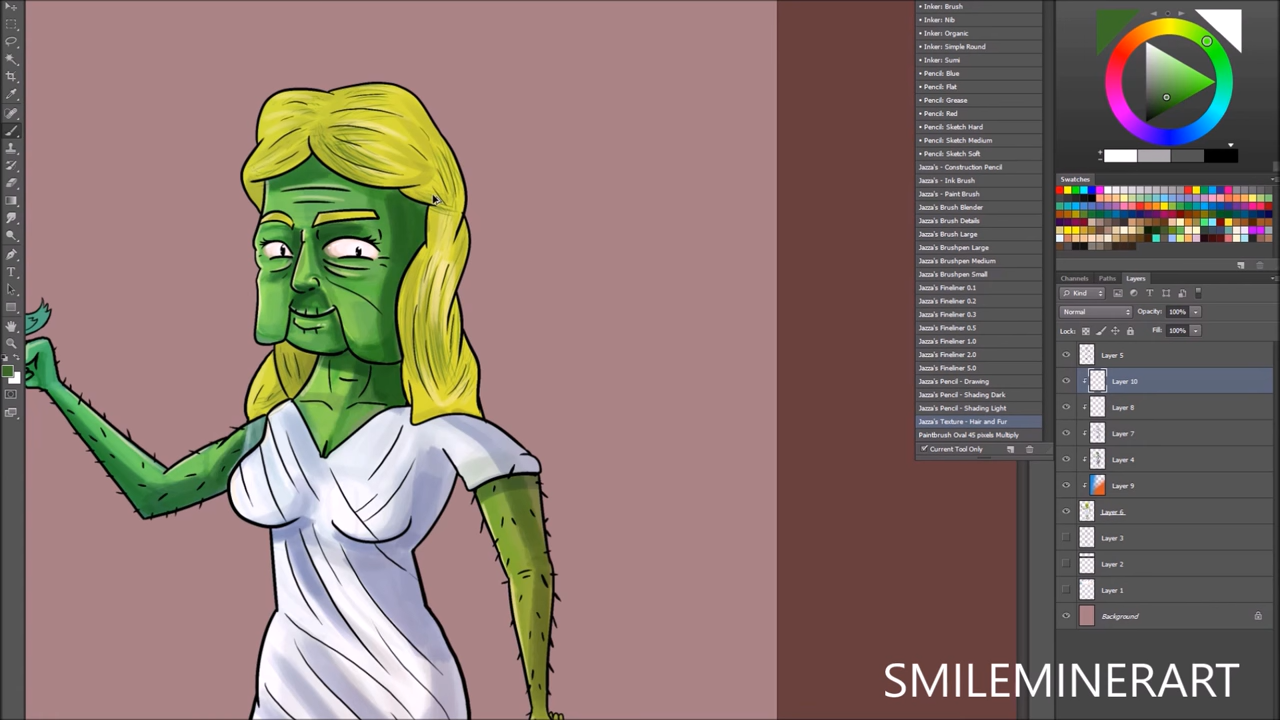 • Inker: Brush
• Inker: Nib
• Inker: Organic
• Inker: Simple Round
• Inker: Sumi
• Pencil: Blue
• Pencil: Flat
• Pencil: Grease
• Pencil: Red
• Pencil: Sketch Hard
• Pencil: Sketch Medium
• Pencil: Sketch Soft
Jazza's - Construction Pencil
Jazza's - Ink Brush
Jazza's - Paint Brush
Jazza's Brush Blender
Jazza's Brush Details
Jazza's Brush Large
Jazza's Brushpen Large
Jazza's Brushpen Medium
Jazza's Brushpen Small
Jazza's Fineliner 0.1
Jazza's Fineliner 0.2
Jazza's Fineliner 0.3
Jazza's Fineliner 0.5
Jazza's Fineliner 1.0
Jazza's Fineliner 2.0
Jazza's Fineliner 5.0
Jazza's Pencil - Drawing
Jazza's Pencil - Shading Dark
Jazza's Pencil - Shading Light
Jazza's Texture - Hair and Fur
Paintbrush Oval 45 pixels Multiply
Current Tool Only
Swatches
Channels Paths Layers
Kind
Normal Opacity: 100%
Lock: Fill: 100%
Layer 5
Layer 10
Layer 8
Layer 7
Layer 4
Layer 9
Layer 6
Layer 3
Layer 2
Layer 1
Background
SMILEMINERART